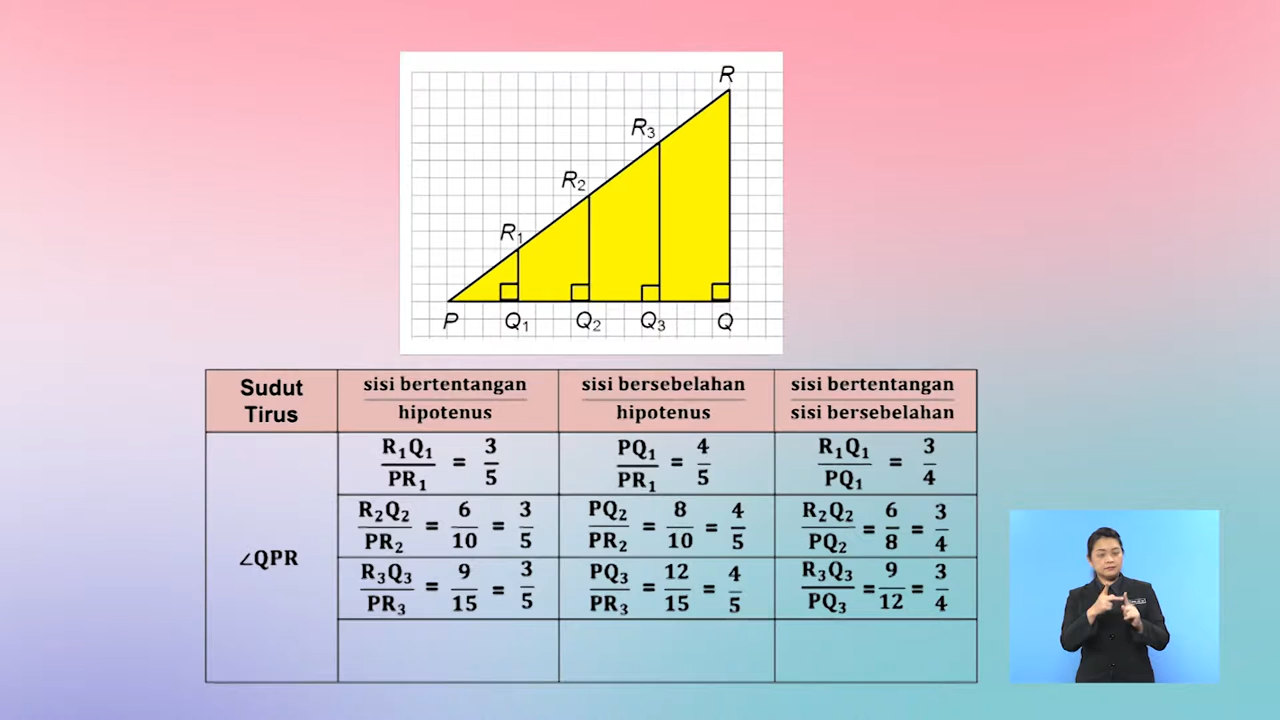 R
R₃
R₂
R₁
P Q₁ Q₂ Q₃ Q
Sudut Tirus
sisi bertentangan / hipotenus
sisi bersebelahan / hipotenus
sisi bertentangan / sisi bersebelahan
∠QPR
R₁Q₁ / PR₁ = 3/5
PQ₁ / PR₁ = 4/5
R₁Q₁ / PQ₁ = 3/4
R₂Q₂ / PR₂ = 6/10 = 3/5
PQ₂ / PR₂ = 8/10 = 4/5
R₂Q₂ / PQ₂ = 6/8 = 3/4
R₃Q₃ / PR₃ = 9/15 = 3/5
PQ₃ / PR₃ = 12/15 = 4/5
R₃Q₃ / PQ₃ = 9/12 = 3/4